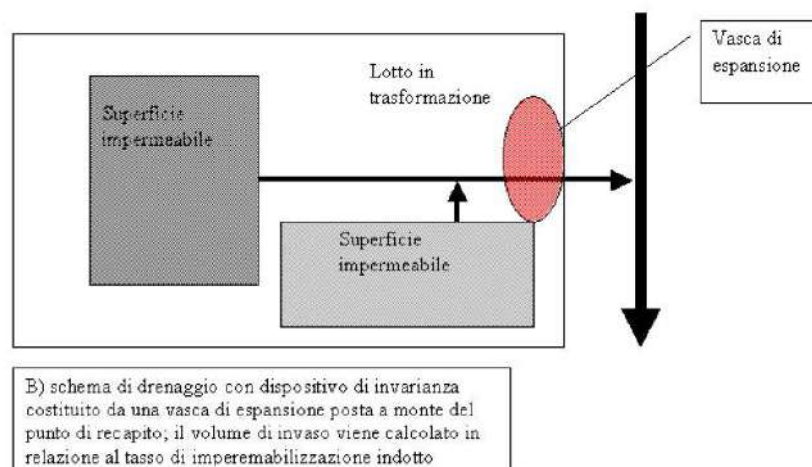 Vasca di
espansione
Lotto in
trasformazione
Superficie
impermeabile
Superficie
impermeabile
B) schema di drenaggio con dispositivo di invarianza
costituito da una vasca di espansione posta a monte del
punto di recapito; il volume di invaso viene calcolato in
relazione al tasso di imperemabilizzazione indotto